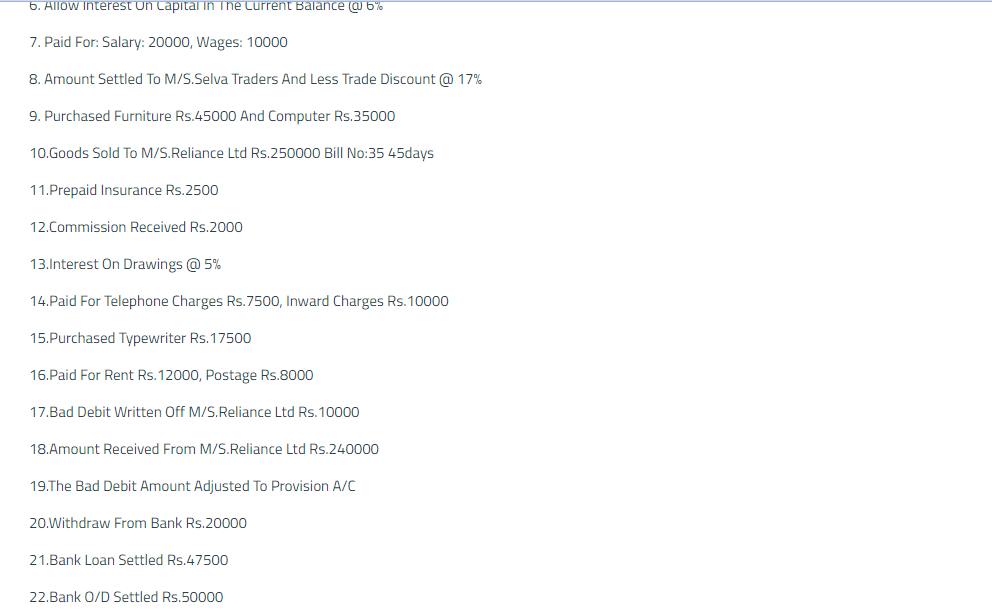 6. Allow Interest On Capital In The Current Balance @ 6%
7. Paid For: Salary: 20000, Wages: 10000
8. Amount Settled To M/S.Selva Traders And Less Trade Discount @ 17%
9. Purchased Furniture Rs.45000 And Computer Rs.35000
10.Goods Sold To M/S.Reliance Ltd Rs.250000 Bill No:35 45days
11.Prepaid Insurance Rs.2500
12.Commission Received Rs.2000
13.Interest On Drawings @ 5%
14.Paid For Telephone Charges Rs.7500, Inward Charges Rs.10000
15.Purchased Typewriter Rs.17500
16.Paid For Rent Rs.12000, Postage Rs.8000
17.Bad Debit Written Off M/S.Reliance Ltd Rs.10000
18.Amount Received From M/S.Reliance Ltd Rs.240000
19.The Bad Debit Amount Adjusted To Provision A/C
20.Withdraw From Bank Rs.20000
21.Bank Loan Settled Rs.47500
22.Bank O/D Settled Rs.50000